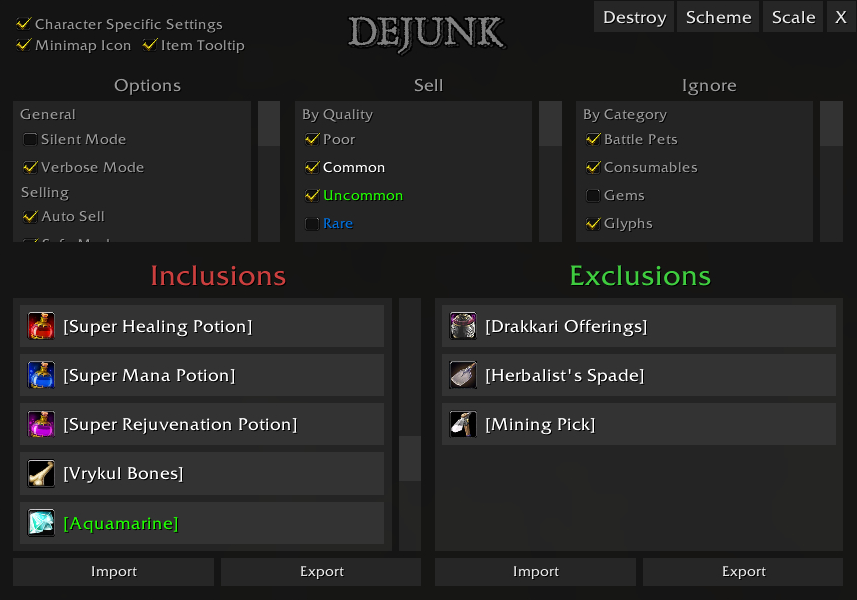 Character Specific Settings
Minimap Icon Item Tooltip
DEJUNK
Destroy Scheme Scale X
Options
General
Silent Mode
Verbose Mode
Selling
Auto Sell
Sell
By Quality
Poor
Common
Uncommon
Rare
Ignore
By Category
Battle Pets
Consumables
Gems
Glyphs
Inclusions
[Super Healing Potion]
[Super Mana Potion]
[Super Rejuvenation Potion]
[Vrykul Bones]
[Aquamarine]
Import Export
Exclusions
[Drakkari Offerings]
[Herbalist's Spade]
[Mining Pick]
Import Export